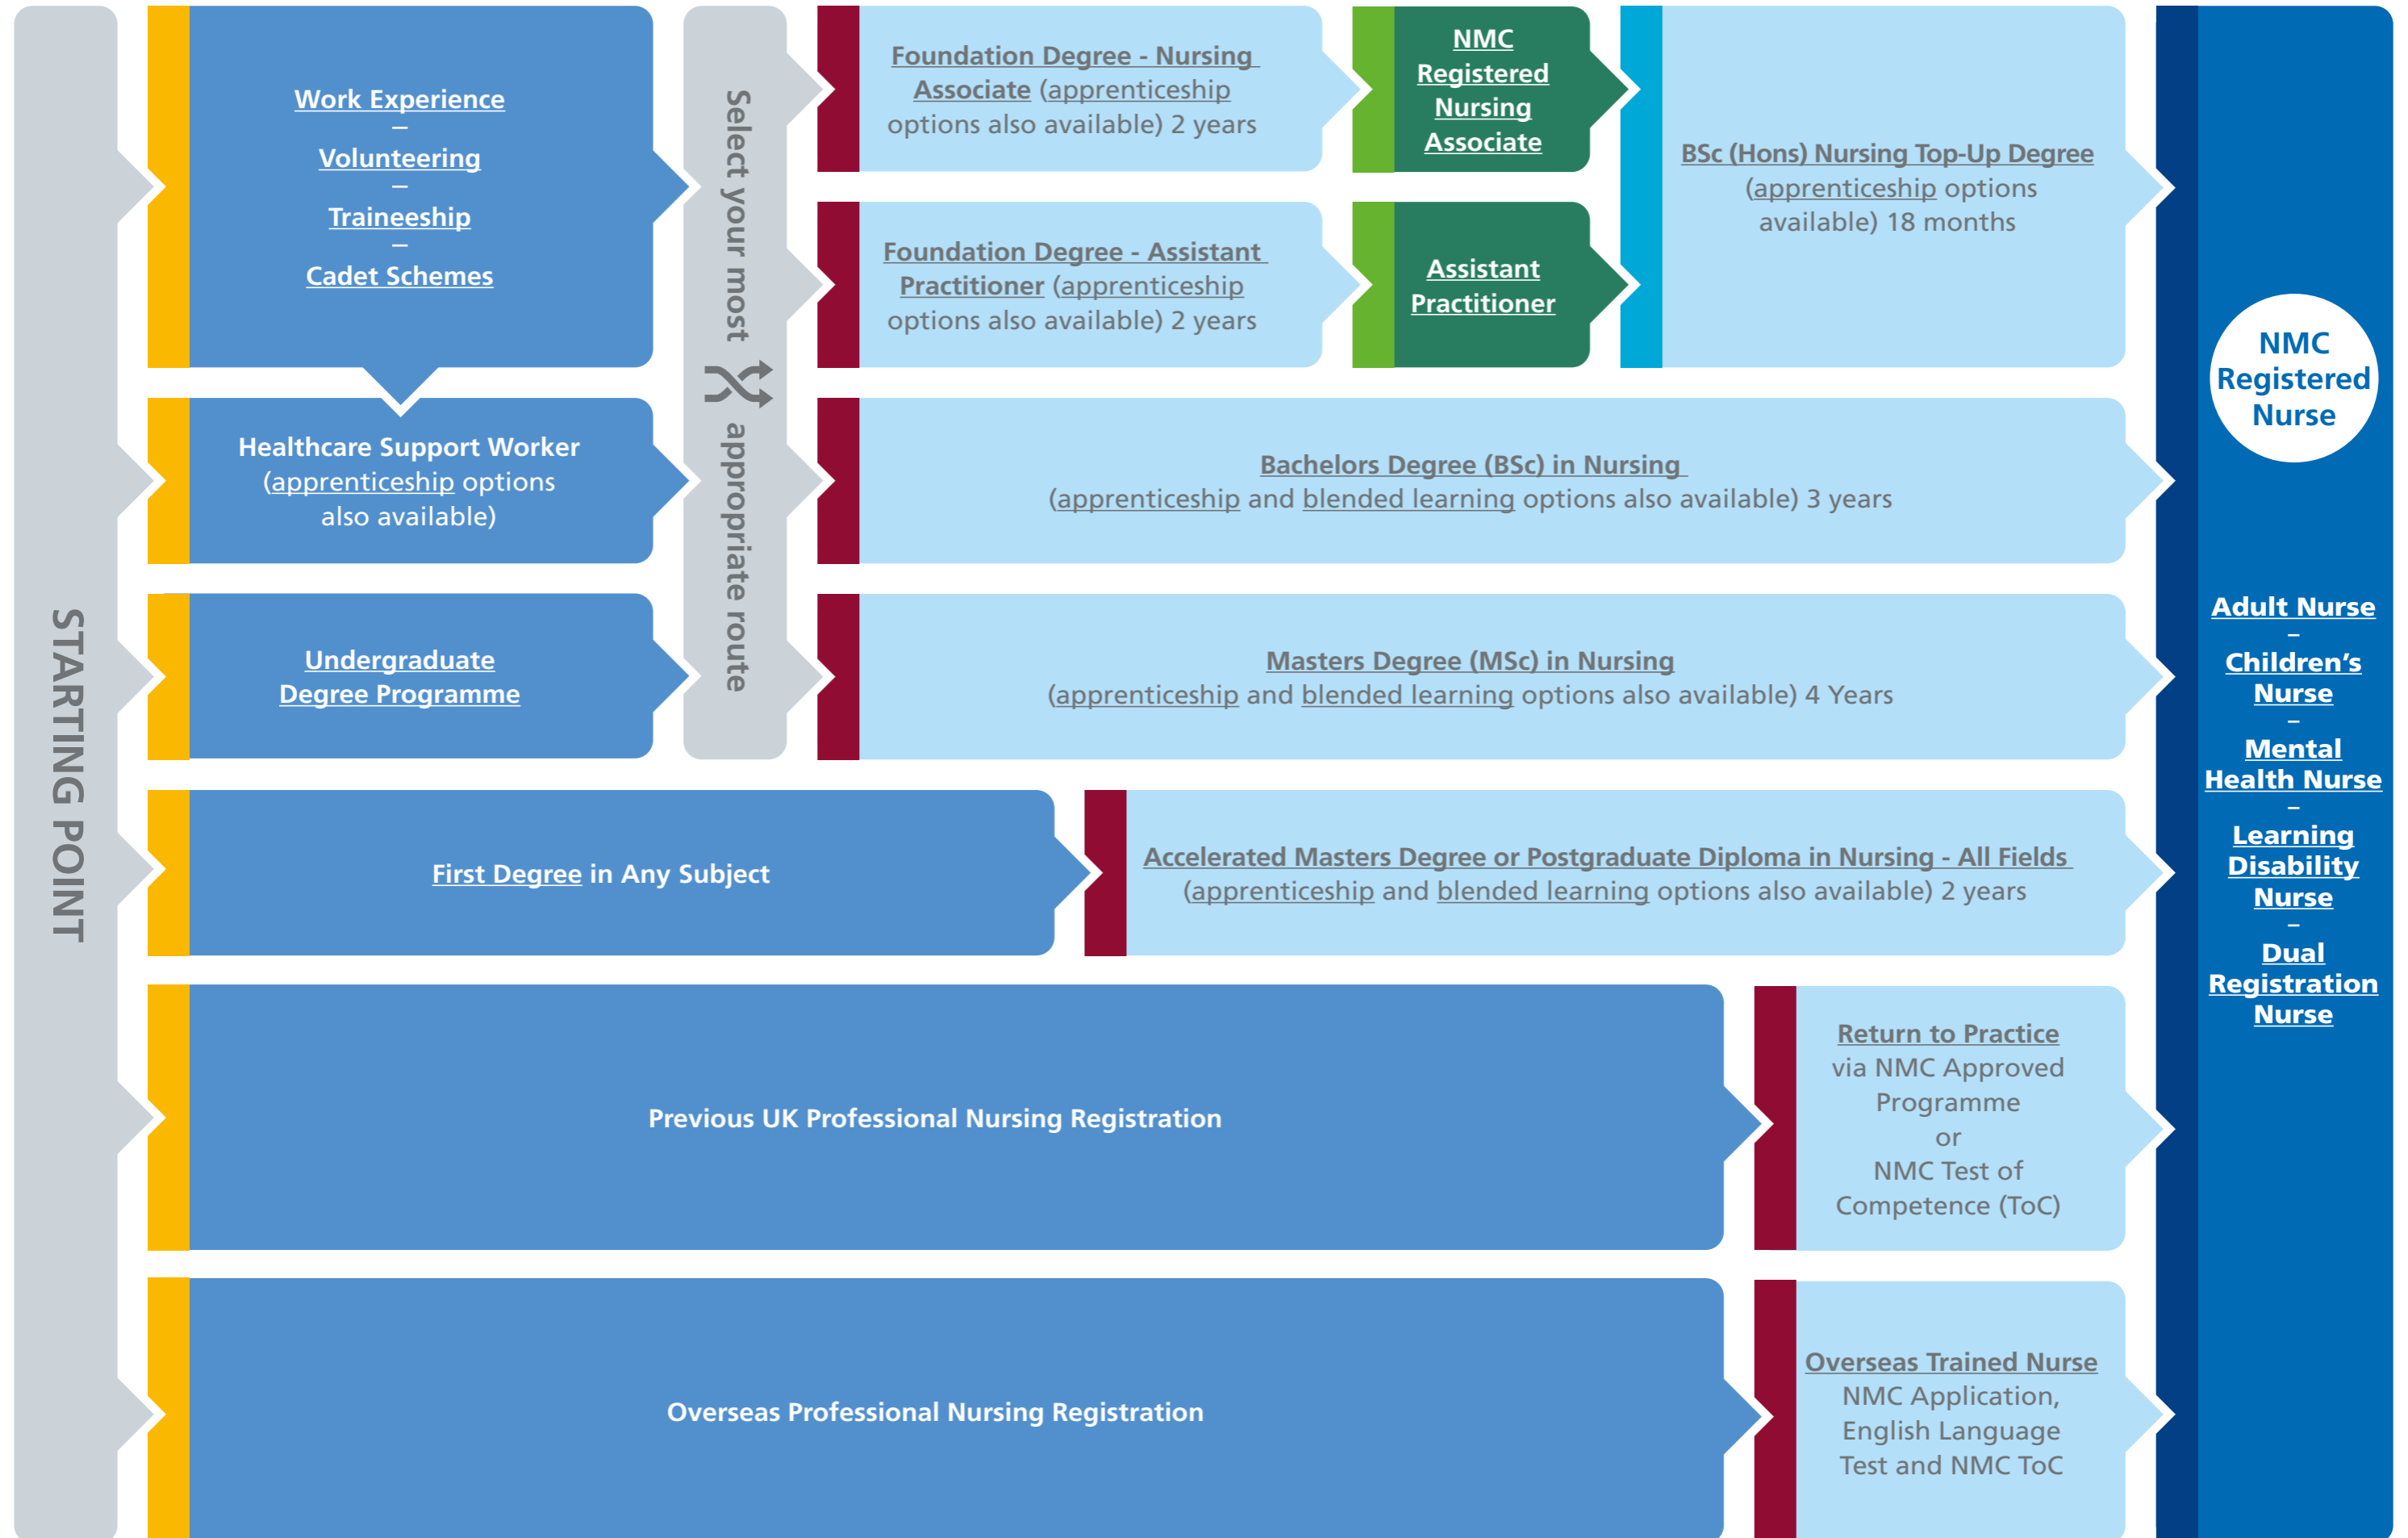 STARTING POINT
Work Experience
–
Volunteering
–
Traineeship
–
Cadet Schemes
Healthcare Support Worker
(apprenticeship options
also available)
Undergraduate
Degree Programme
Select your most appropriate route
Foundation Degree - Nursing
Associate (apprenticeship
options also available) 2 years
NMC
Registered
Nursing
Associate
Foundation Degree - Assistant
Practitioner (apprenticeship
options also available) 2 years
Assistant
Practitioner
BSc (Hons) Nursing Top-Up Degree
(apprenticeship options
available) 18 months
Bachelors Degree (BSc) in Nursing
(apprenticeship and blended learning options also available) 3 years
Masters Degree (MSc) in Nursing
(apprenticeship and blended learning options also available) 4 Years
First Degree in Any Subject
Accelerated Masters Degree or Postgraduate Diploma in Nursing - All Fields
(apprenticeship and blended learning options also available) 2 years
Previous UK Professional Nursing Registration
Return to Practice
via NMC Approved
Programme
or
NMC Test of
Competence (ToC)
Overseas Professional Nursing Registration
Overseas Trained Nurse
NMC Application,
English Language
Test and NMC ToC
NMC
Registered
Nurse
Adult Nurse
–
Children’s
Nurse
–
Mental
Health Nurse
–
Learning
Disability
Nurse
–
Dual
Registration
Nurse